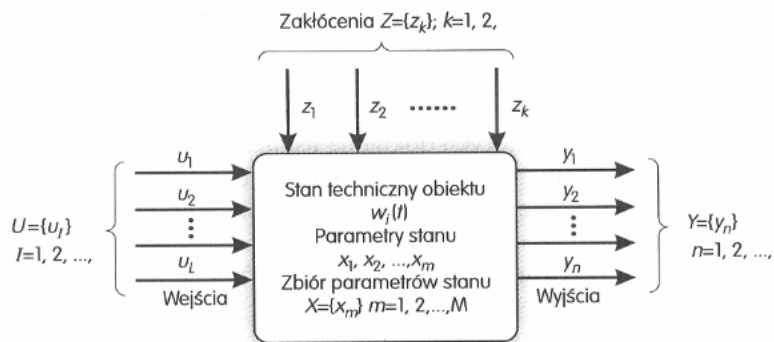 Zakłócenia Z={z_k}; k=1, 2,
z_1 z_2 ...... z_k
u_1
u_2
u_L
Wejścia
U={u_l}
l=1, 2, ...,
Stan techniczny obiektu
w_i(t)
Parametry stanu
x_1, x_2, ...,x_m
Zbiór parametrów stanu
X={x_m} m=1, 2,...,M
y_1
y_2
y_n
Wyjścia
Y={y_n}
n=1, 2, ...,